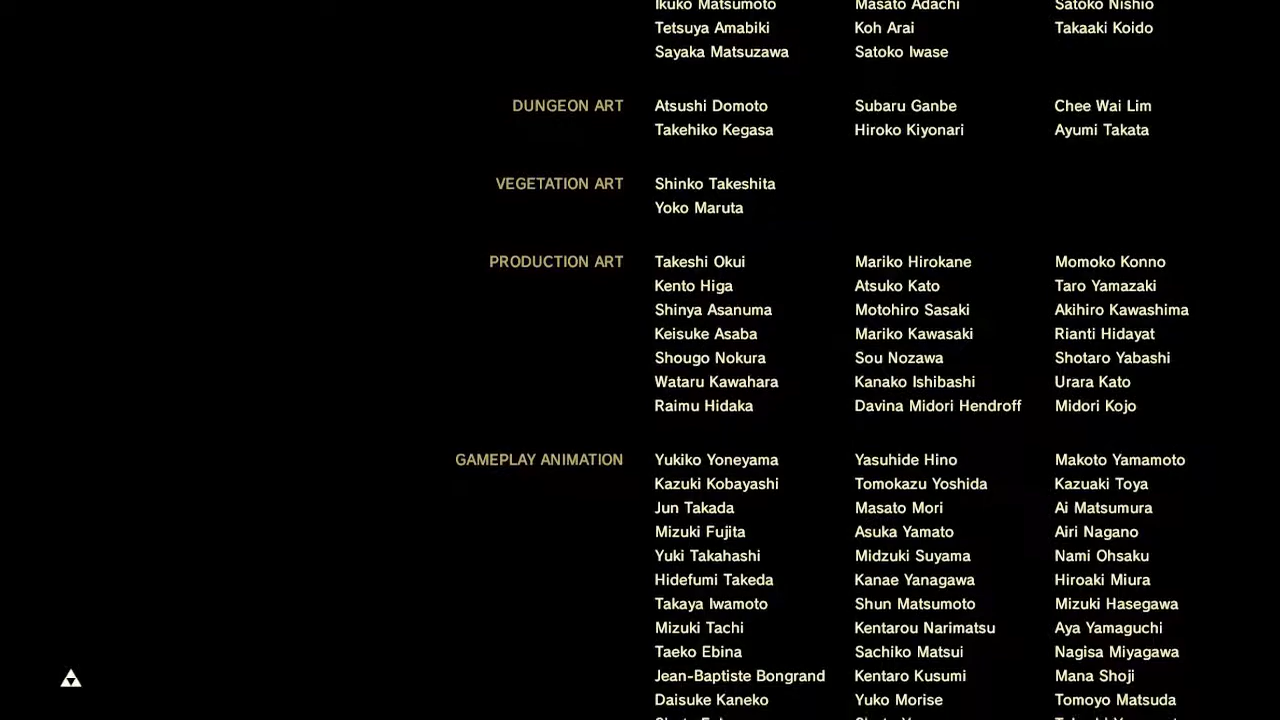 Ikuko Matsumoto Masato Adachi Satoko Nishio
Tetsuya Amabiki Koh Arai Takaaki Koido
Sayaka Matsuzawa Satoko Iwase
DUNGEON ART Atsushi Domoto Subaru Ganbe Chee Wai Lim
Takehiko Kegasa Hiroko Kiyonari Ayumi Takata
VEGETATION ART Shinko Takeshita
Yoko Maruta
PRODUCTION ART Takeshi Okui Mariko Hirokane Momoko Konno
Kento Higa Atsuko Kato Taro Yamazaki
Shinya Asanuma Motohiro Sasaki Akihiro Kawashima
Keisuke Asaba Mariko Kawasaki Rianti Hidayat
Shougo Nokura Sou Nozawa Shotaro Yabashi
Wataru Kawahara Kanako Ishibashi Urara Kato
Raimu Hidaka Davina Midori Hendroff Midori Kojo
GAMEPLAY ANIMATION Yukiko Yoneyama Yasuhide Hino Makoto Yamamoto
Kazuki Kobayashi Tomokazu Yoshida Kazuaki Toya
Jun Takada Masato Mori Ai Matsumura
Mizuki Fujita Asuka Yamato Airi Nagano
Yuki Takahashi Midzuki Suyama Nami Ohsaku
Hidefumi Takeda Kanae Yanagawa Hiroaki Miura
Takaya Iwamoto Shun Matsumoto Mizuki Hasegawa
Mizuki Tachi Kentarou Narimatsu Aya Yamaguchi
Taeko Ebina Sachiko Matsui Nagisa Miyagawa
Jean-Baptiste Bongrand Kentaro Kusumi Mana Shoji
Daisuke Kaneko Yuko Morise Tomoyo Matsuda